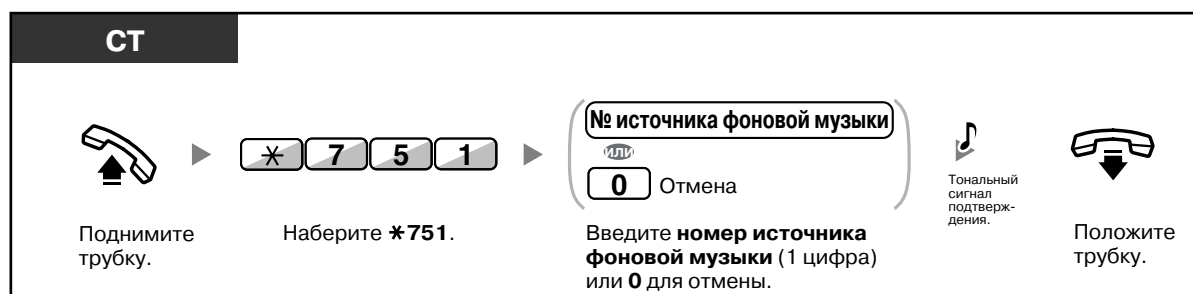 СТ
✳ 7 5 1
№ источника фоновой музыки
или
0 Отмена
Тональный
сигнал
подтверж-
дения.
Поднимите
трубку.
Наберите ✳751.
Введите номер источника
фоновой музыки (1 цифра)
или 0 для отмены.
Положите
трубку.